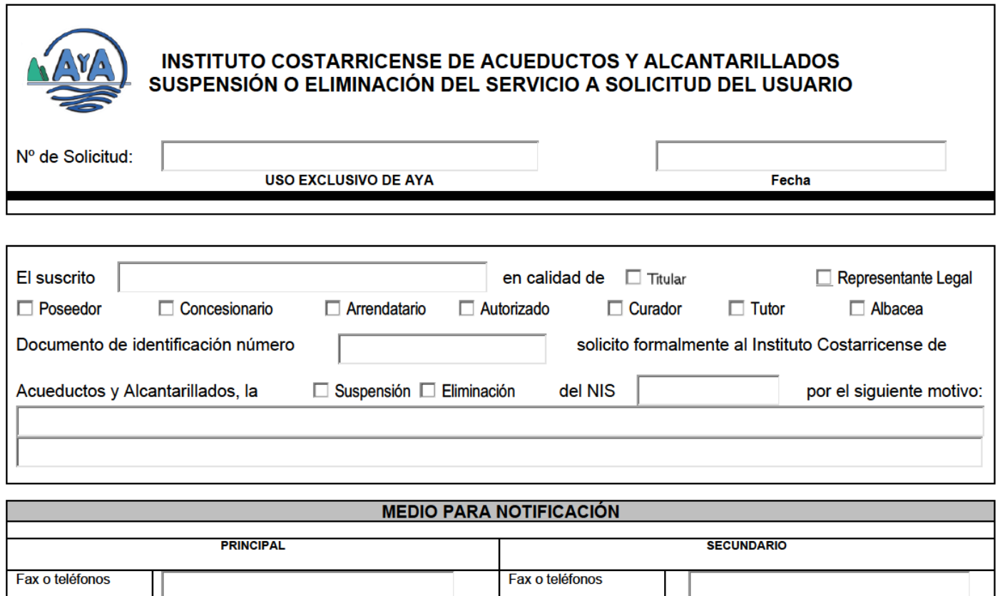 AYA
INSTITUTO COSTARRICENSE DE ACUEDUCTOS Y ALCANTARILLADOS
SUSPENSIÓN O ELIMINACIÓN DEL SERVICIO A SOLICITUD DEL USUARIO
Nº de Solicitud:
USO EXCLUSIVO DE AYA Fecha
El suscrito en calidad de Titular Representante Legal
Poseedor Concesionario Arrendatario Autorizado Curador Tutor Albacea
Documento de identificación número solicito formalmente al Instituto Costarricense de
Acueductos y Alcantarillados, la Suspensión Eliminación del NIS por el siguiente motivo:
MEDIO PARA NOTIFICACIÓN
PRINCIPAL SECUNDARIO
Fax o teléfonos Fax o teléfonos